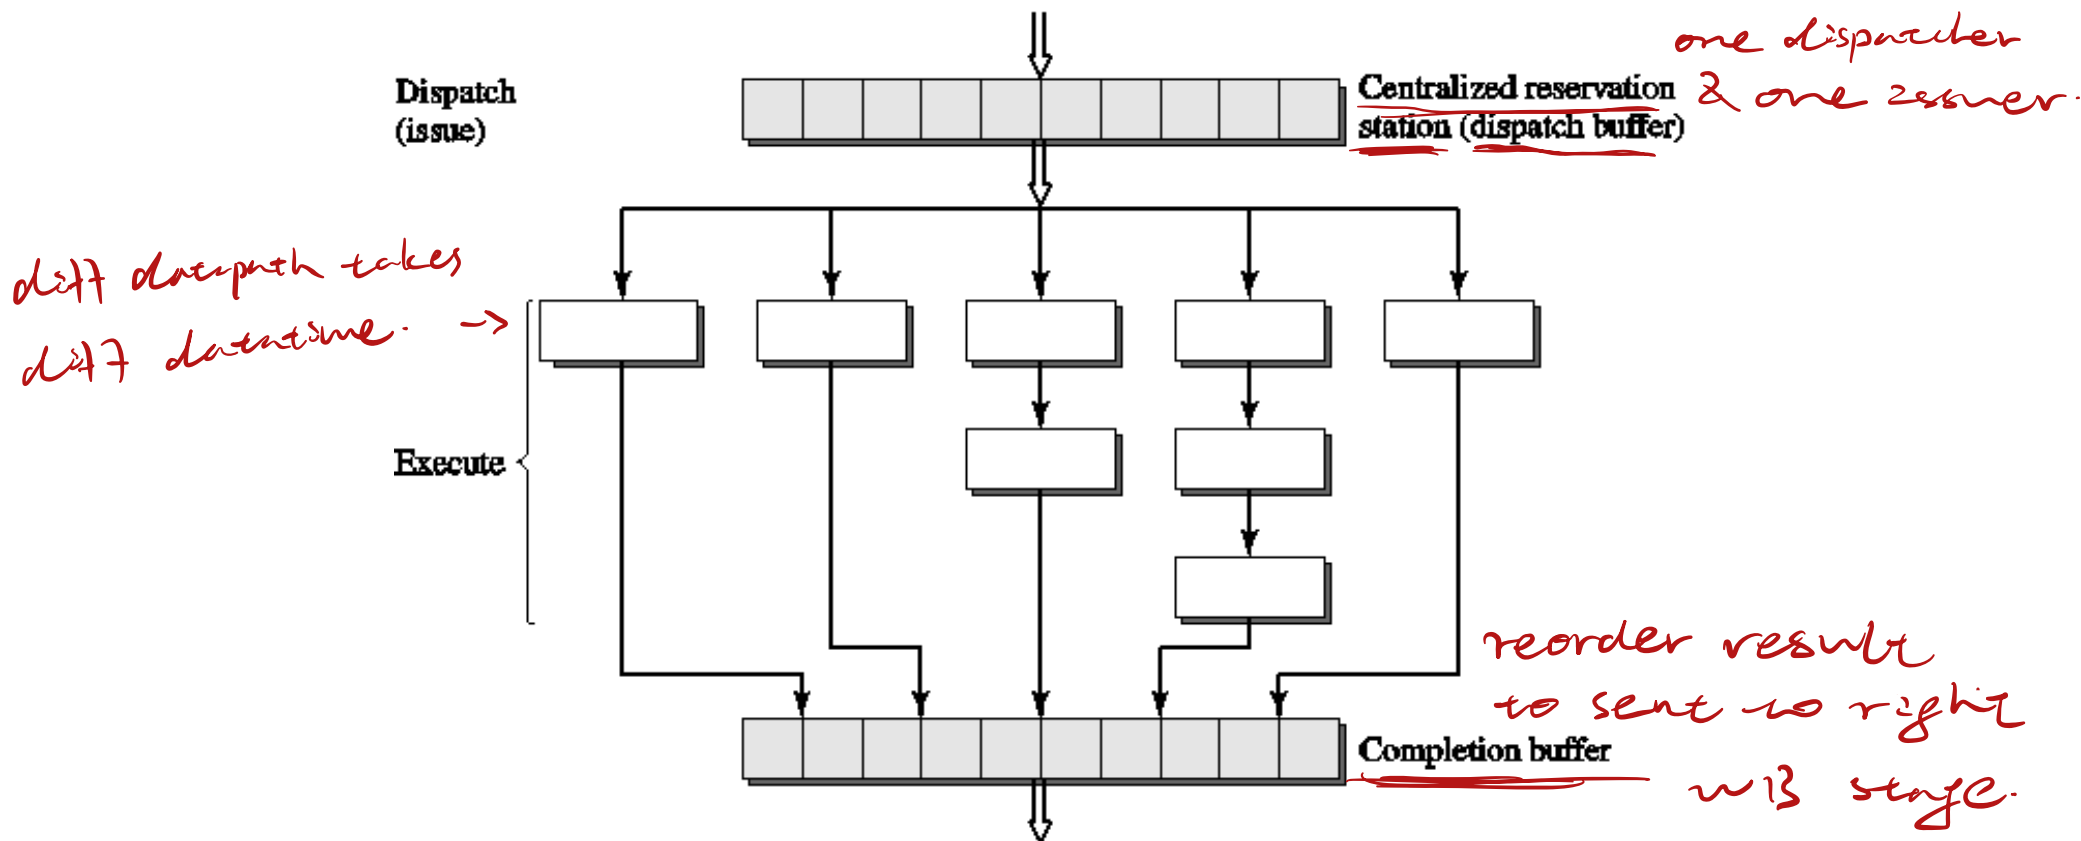 one dispatcher
& one issuer.
Dispatch
(issue)
Centralized reservation
station (dispatch buffer)
diff datapath takes
diff datatime. ->
Execute
reorder result
to sent to right
WB stage.
Completion buffer